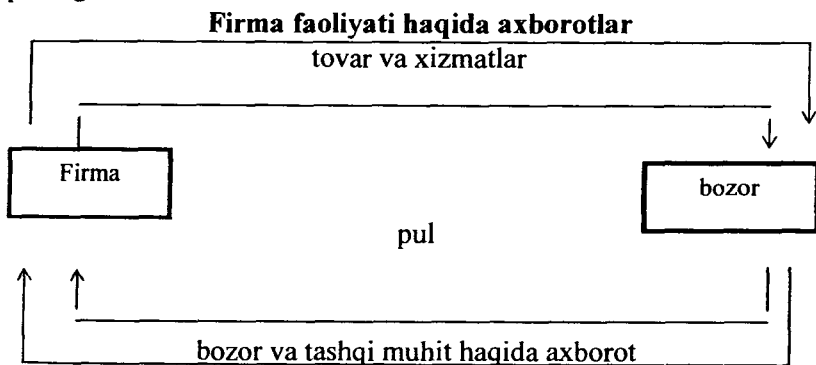 Firma faoliyati haqida axborotlar
tovar va xizmatlar
Firma
bozor
pul
bozor va tashqi muhit haqida axborot